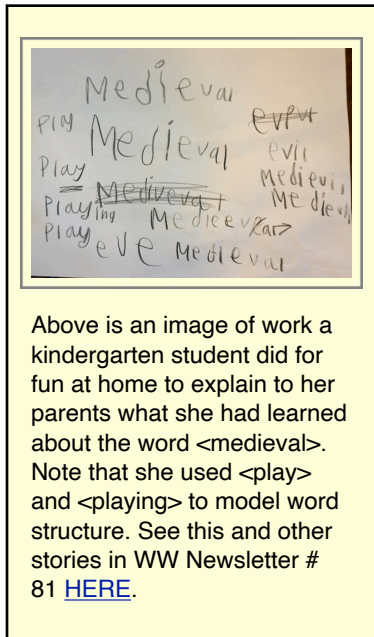 Medieval
Ply
Medieval
evil
Play
Medievil
Medieval
Playing
Play
eve
Medieval
Above is an image of work a
kindergarten student did for
fun at home to explain to her
parents what she had learned
about the word <medieval>.
Note that she used <play>
and <playing> to model word
structure. See this and other
stories in WW Newsletter #
81 HERE.